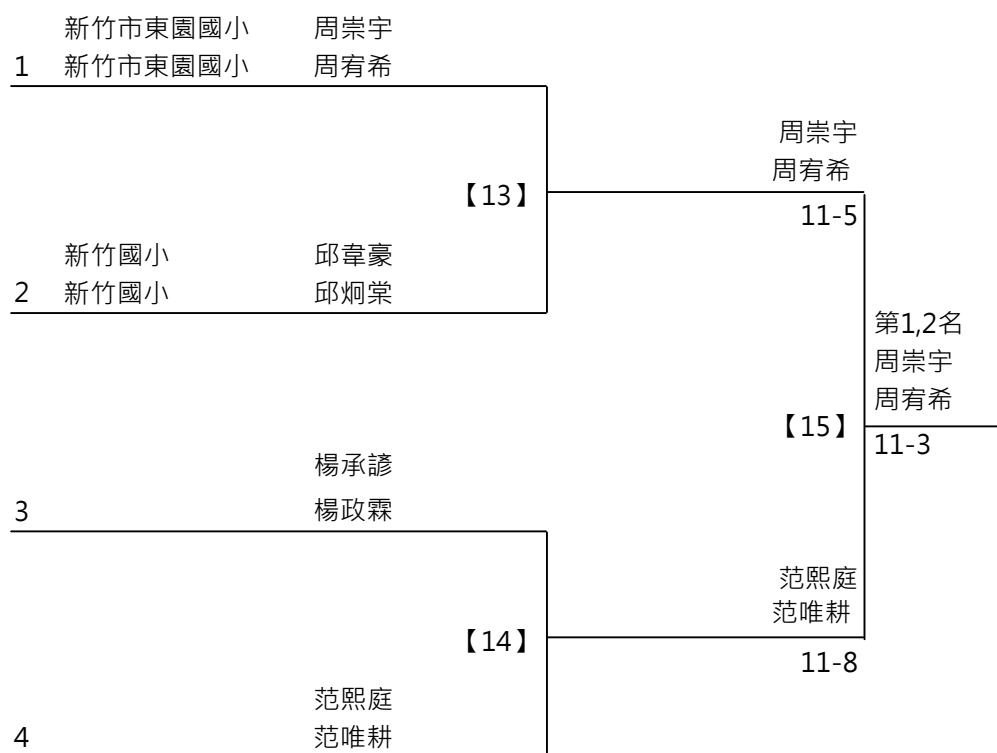 新竹市東園國小 周崇宇
1 新竹市東園國小 周宥希
周崇宇
周宥希
【13】
11-5
新竹國小 邱韋豪
2 新竹國小 邱炯棠
第1,2名
周崇宇
周宥希
【15】
11-3
楊承諺
3 楊政霖
范熙庭
范唯耕
【14】
11-8
范熙庭
4 范唯耕